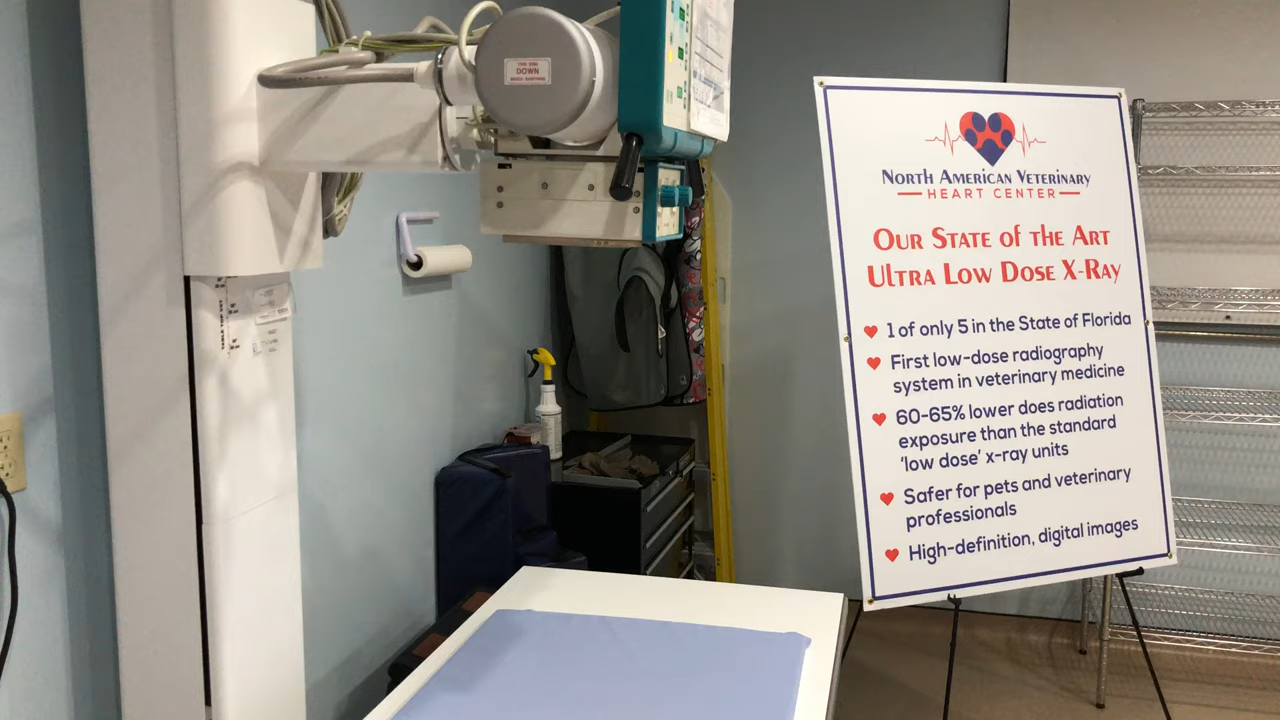 THIS SIDE
DOWN
NORTH AMERICAN VETERINARY
HEART CENTER
OUR STATE OF THE ART
ULTRA LOW DOSE X-RAY
1 of only 5 in the State of Florida
First low-dose radiography
system in veterinary medicine
60-65% lower does radiation
exposure than the standard
'low dose' x-ray units
Safer for pets and veterinary
professionals
High-definition, digital images